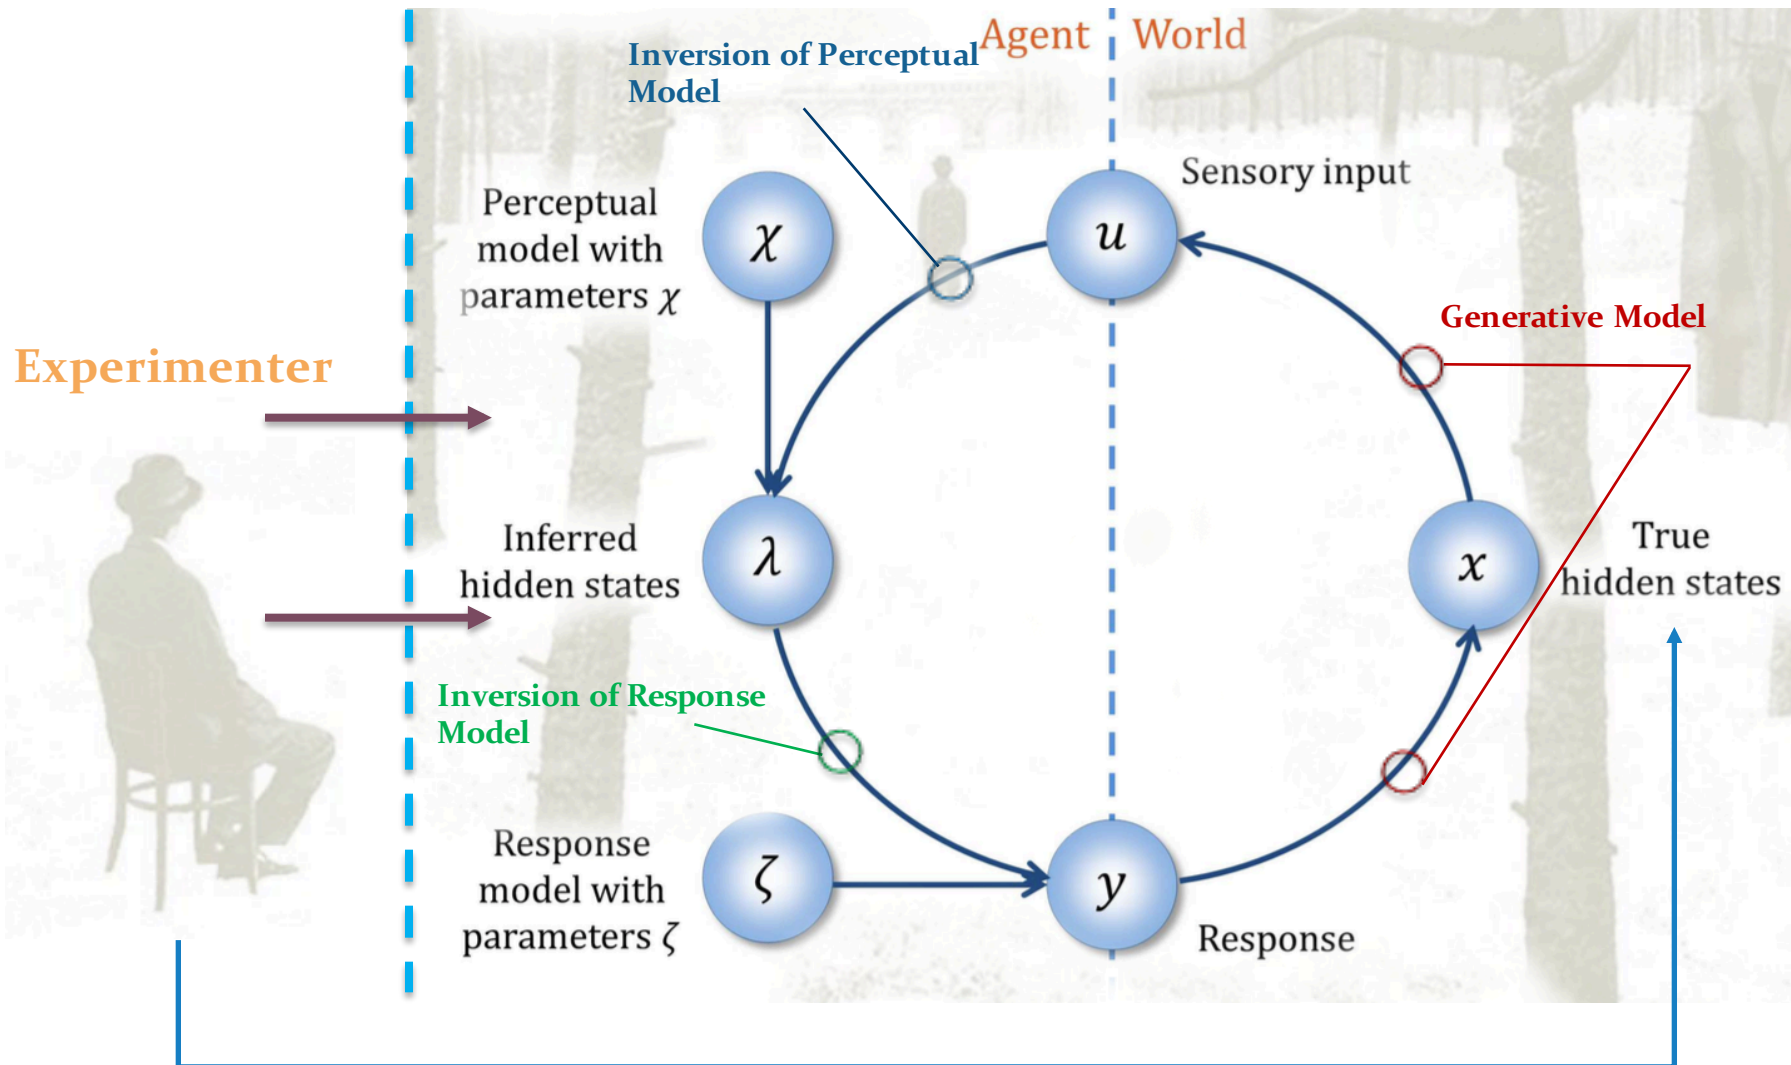 Agent
World
Inversion of Perceptual
Model
Sensory input
Perceptual
model with
parameters χ
χ
u
Generative Model
Experimenter
Inferred
hidden states
λ
x
True
hidden states
Inversion of Response
Model
Response
model with
parameters ζ
ζ
y
Response